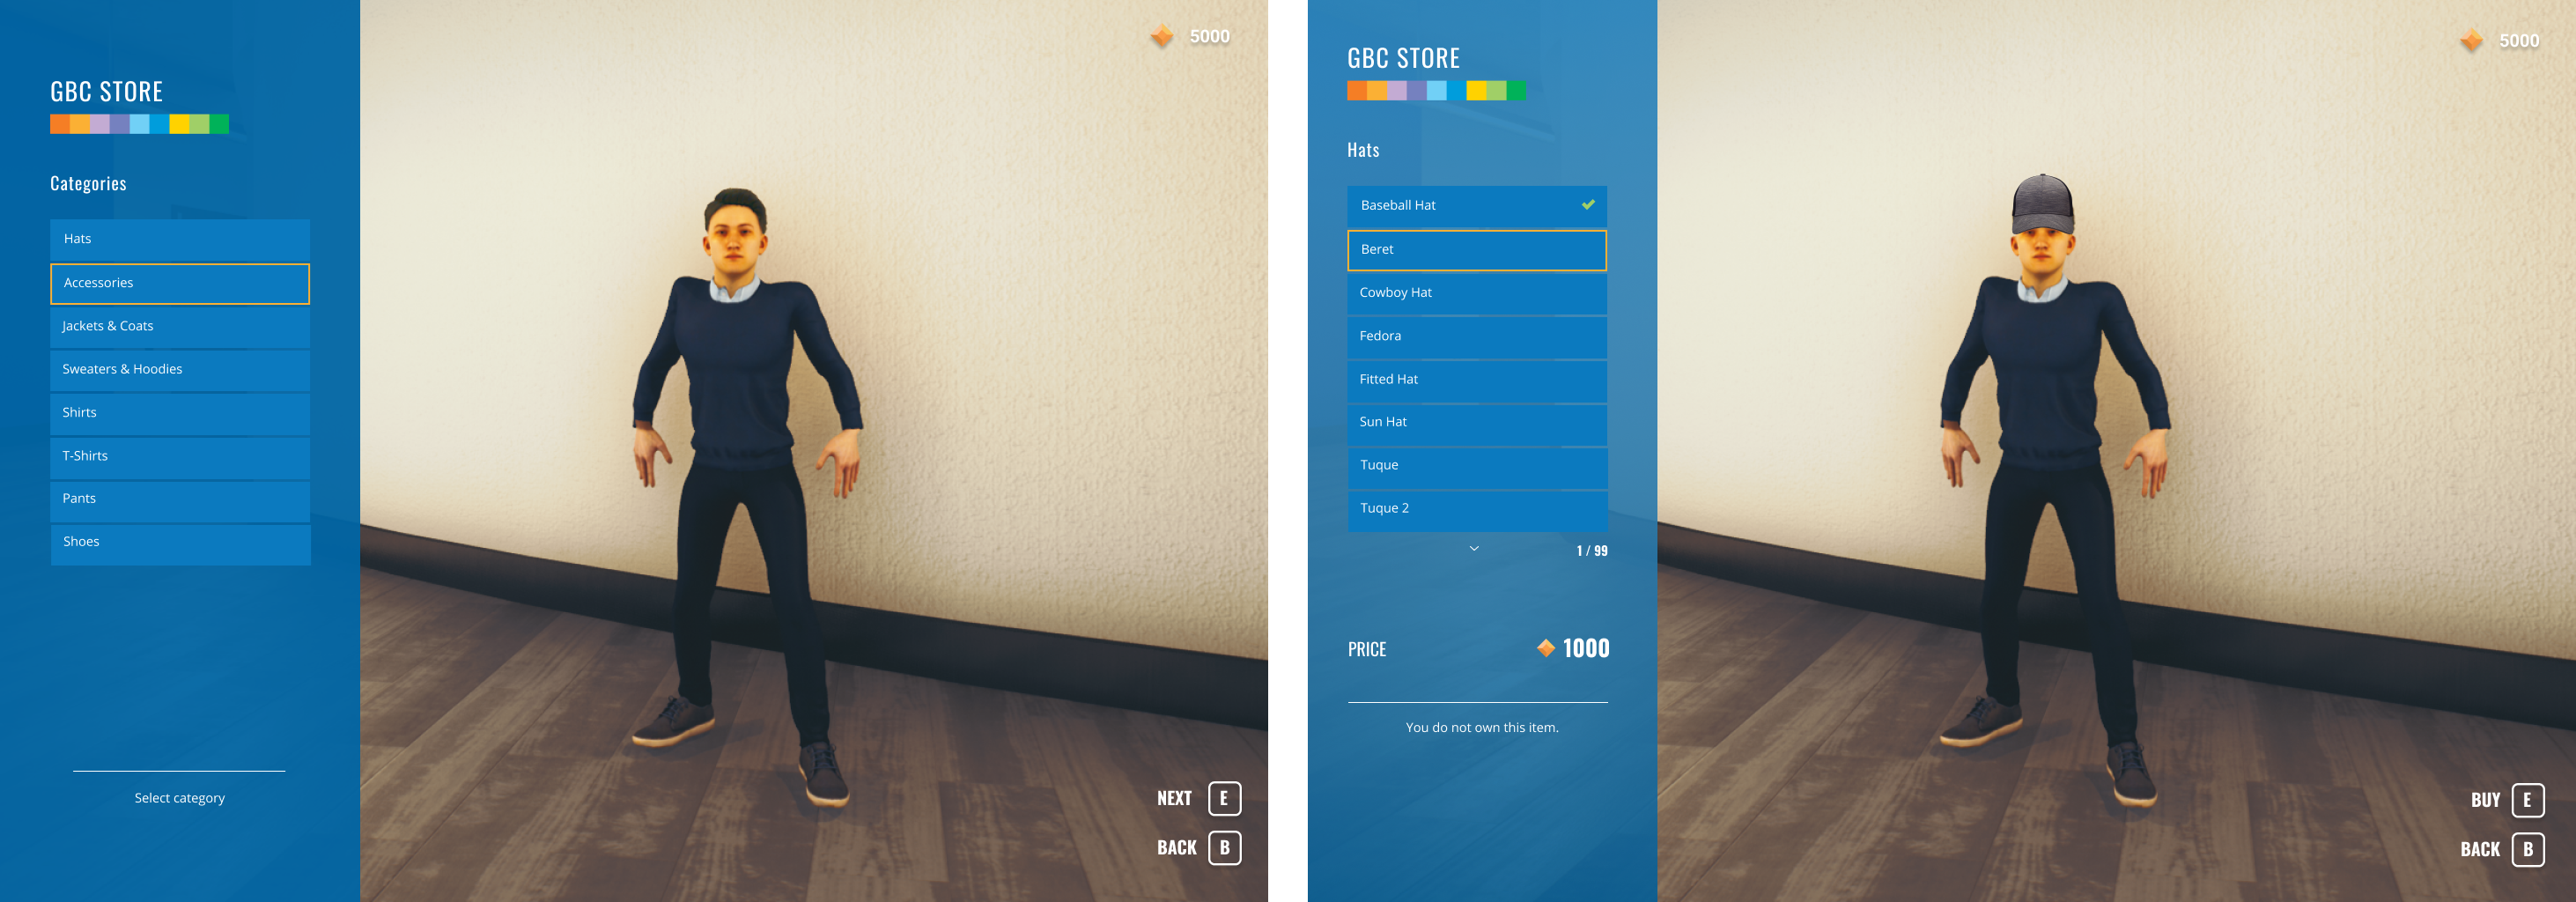 5000
GBC STORE
Categories
Hats
Accessories
Jackets & Coats
Sweaters & Hoodies
Shirts
T-Shirts
Pants
Shoes
Select category
NEXT E
BACK B
5000
GBC STORE
Hats
Baseball Hat
Beret
Cowboy Hat
Fedora
Fitted Hat
Sun Hat
Tuque
Tuque 2
1 / 99
PRICE 1000
You do not own this item.
BUY E
BACK B